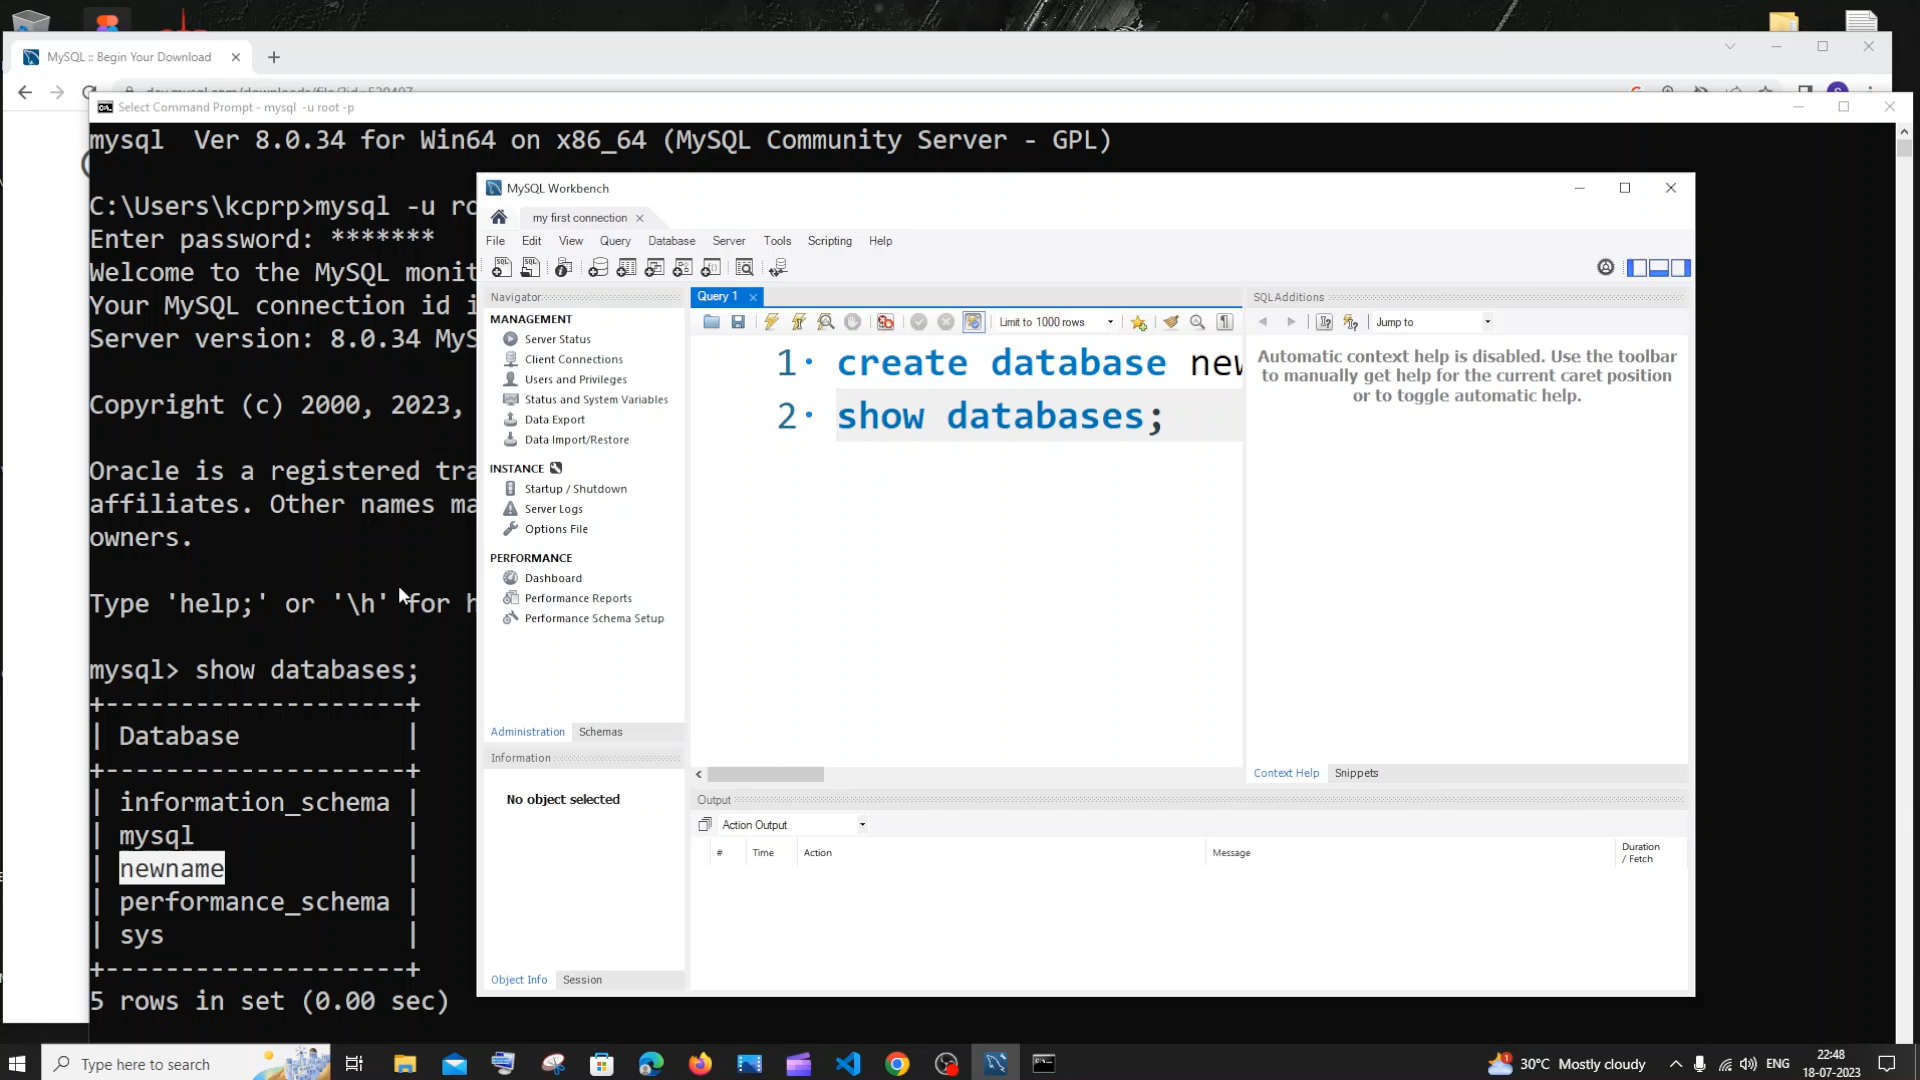 MySQL :: Begin Your Download
Select Command Prompt - mysql -u root -p
mysql  Ver 8.0.34 for Win64 on x86_64 (MySQL Community Server - GPL)
C:\Users\kcprp>mysql -u ro
Enter password: *******
Welcome to the MySQL monit
Your MySQL connection id i
Server version: 8.0.34 MyS
Copyright (c) 2000, 2023,
Oracle is a registered tra
affiliates. Other names ma
owners.
Type 'help;' or '\h' for h
mysql> show databases;
+--------------------+
| Database           |
+--------------------+
| information_schema |
| mysql              |
| newname            |
| performance_schema |
| sys                |
+--------------------+
5 rows in set (0.00 sec)
MySQL Workbench
my first connection
File Edit View Query Database Server Tools Scripting Help
Navigator
MANAGEMENT
Server Status
Client Connections
Users and Privileges
Status and System Variables
Data Export
Data Import/Restore
INSTANCE
Startup / Shutdown
Server Logs
Options File
PERFORMANCE
Dashboard
Performance Reports
Performance Schema Setup
Administration Schemas
Information
No object selected
Object Info Session
Query 1
Limit to 1000 rows
1 create database new
2 show databases;
SQLAdditions
Jump to
Automatic context help is disabled. Use the toolbar
to manually get help for the current caret position
or to toggle automatic help.
Context Help Snippets
Output
Action Output
# Time Action Message Duration / Fetch
Type here to search
30°C Mostly cloudy
ENG
22:48
18-07-2023